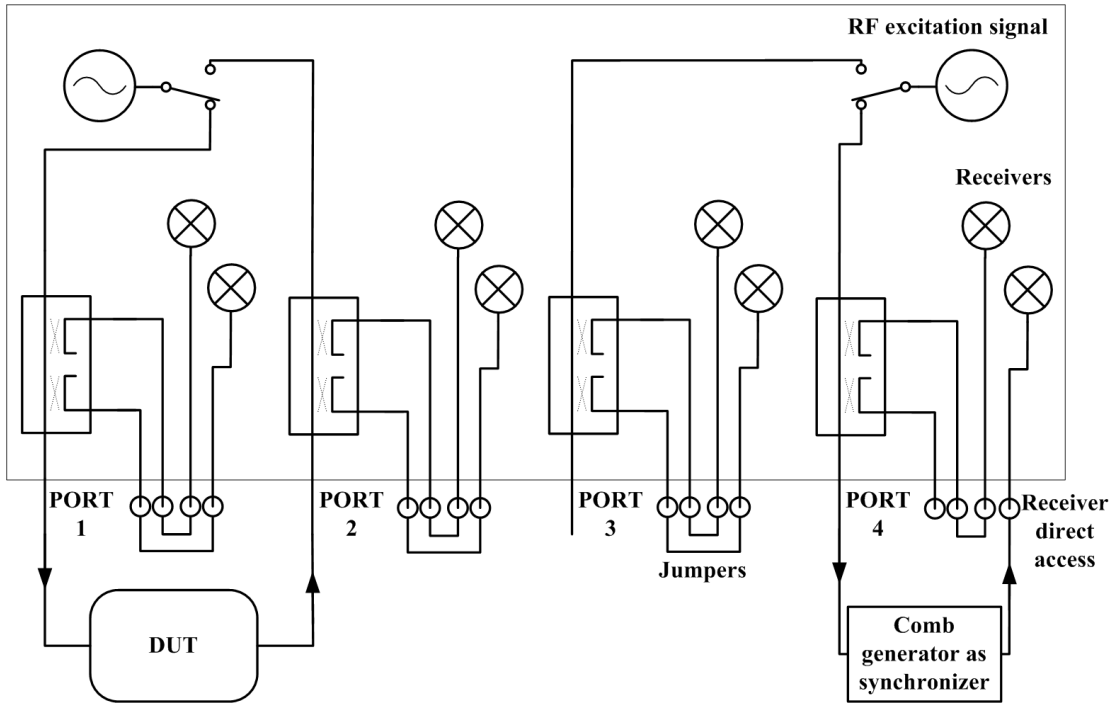 RF excitation signal
Receivers
PORT
1
PORT
2
PORT
3
PORT
4
Receiver
direct
access
Jumpers
DUT
Comb
generator as
synchronizer